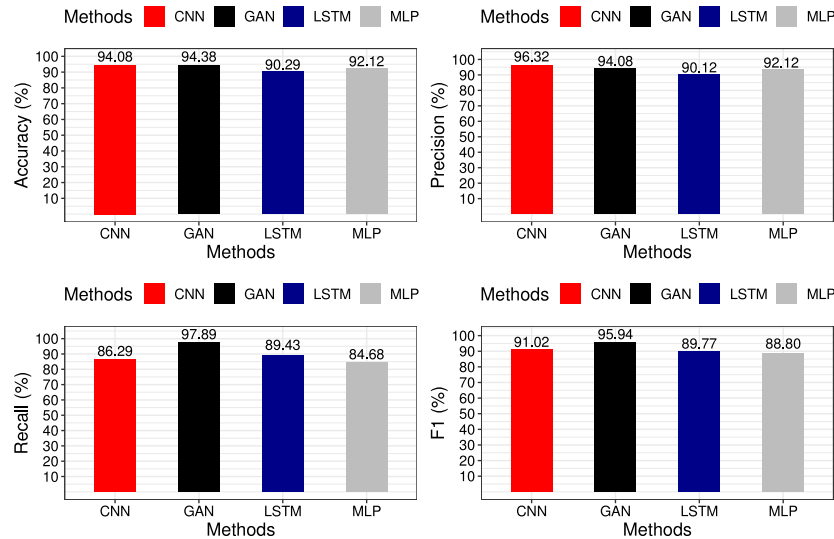 Methods CNN GAN LSTM MLP
Accuracy (%)
100
90
80
70
60
50
40
30
20
10
94.08 94.38 90.29 92.12
CNN GAN LSTM MLP
Methods
Methods CNN GAN LSTM MLP
Precision (%)
100
90
80
70
60
50
40
30
20
10
96.32 94.08 90.12 92.12
CNN GAN LSTM MLP
Methods
Methods CNN GAN LSTM MLP
Recall (%)
100
90
80
70
60
50
40
30
20
10
86.29 97.89 89.43 84.68
CNN GAN LSTM MLP
Methods
Methods CNN GAN LSTM MLP
F1 (%)
100
90
80
70
60
50
40
30
20
10
91.02 95.94 89.77 88.80
CNN GAN LSTM MLP
Methods